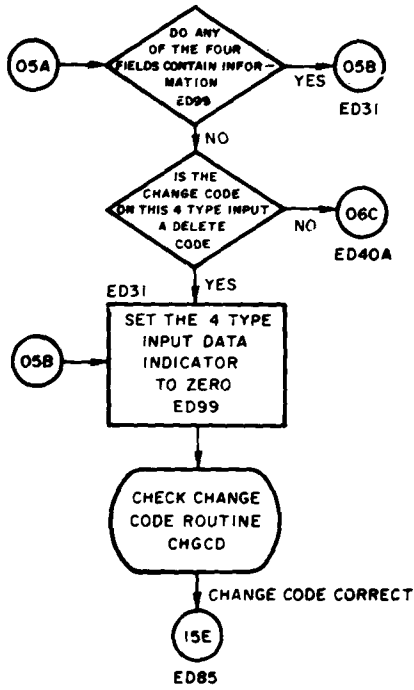 05A
DO ANY
OF THE FOUR
FIELDS CONTAIN INFOR-
MATION
ED99
YES
05B
ED31
NO
IS THE
CHANGE CODE
ON THIS 4 TYPE INPUT
A DELETE
CODE
NO
06C
ED40A
YES
ED31
SET THE 4 TYPE
INPUT DATA
INDICATOR
TO ZERO
ED99
05B
CHECK CHANGE
CODE ROUTINE
CHGCD
CHANGE CODE CORRECT
15E
ED85